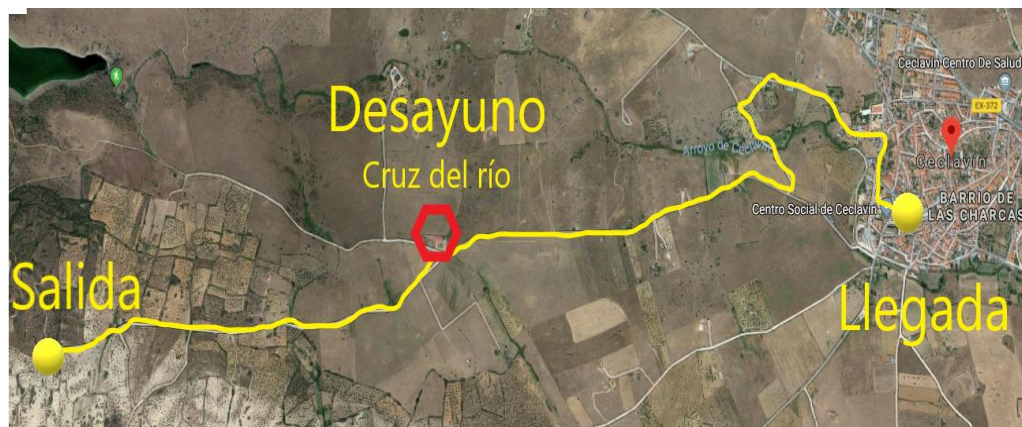 Ceclavín Centro De Salud
EX-372
Desayuno
Cruz del río
Arroyo de Ceclavín
Ceclavín
Centro Social de Ceclavín
BARRIO DE
LAS CHARCAS
Salida
Llegada